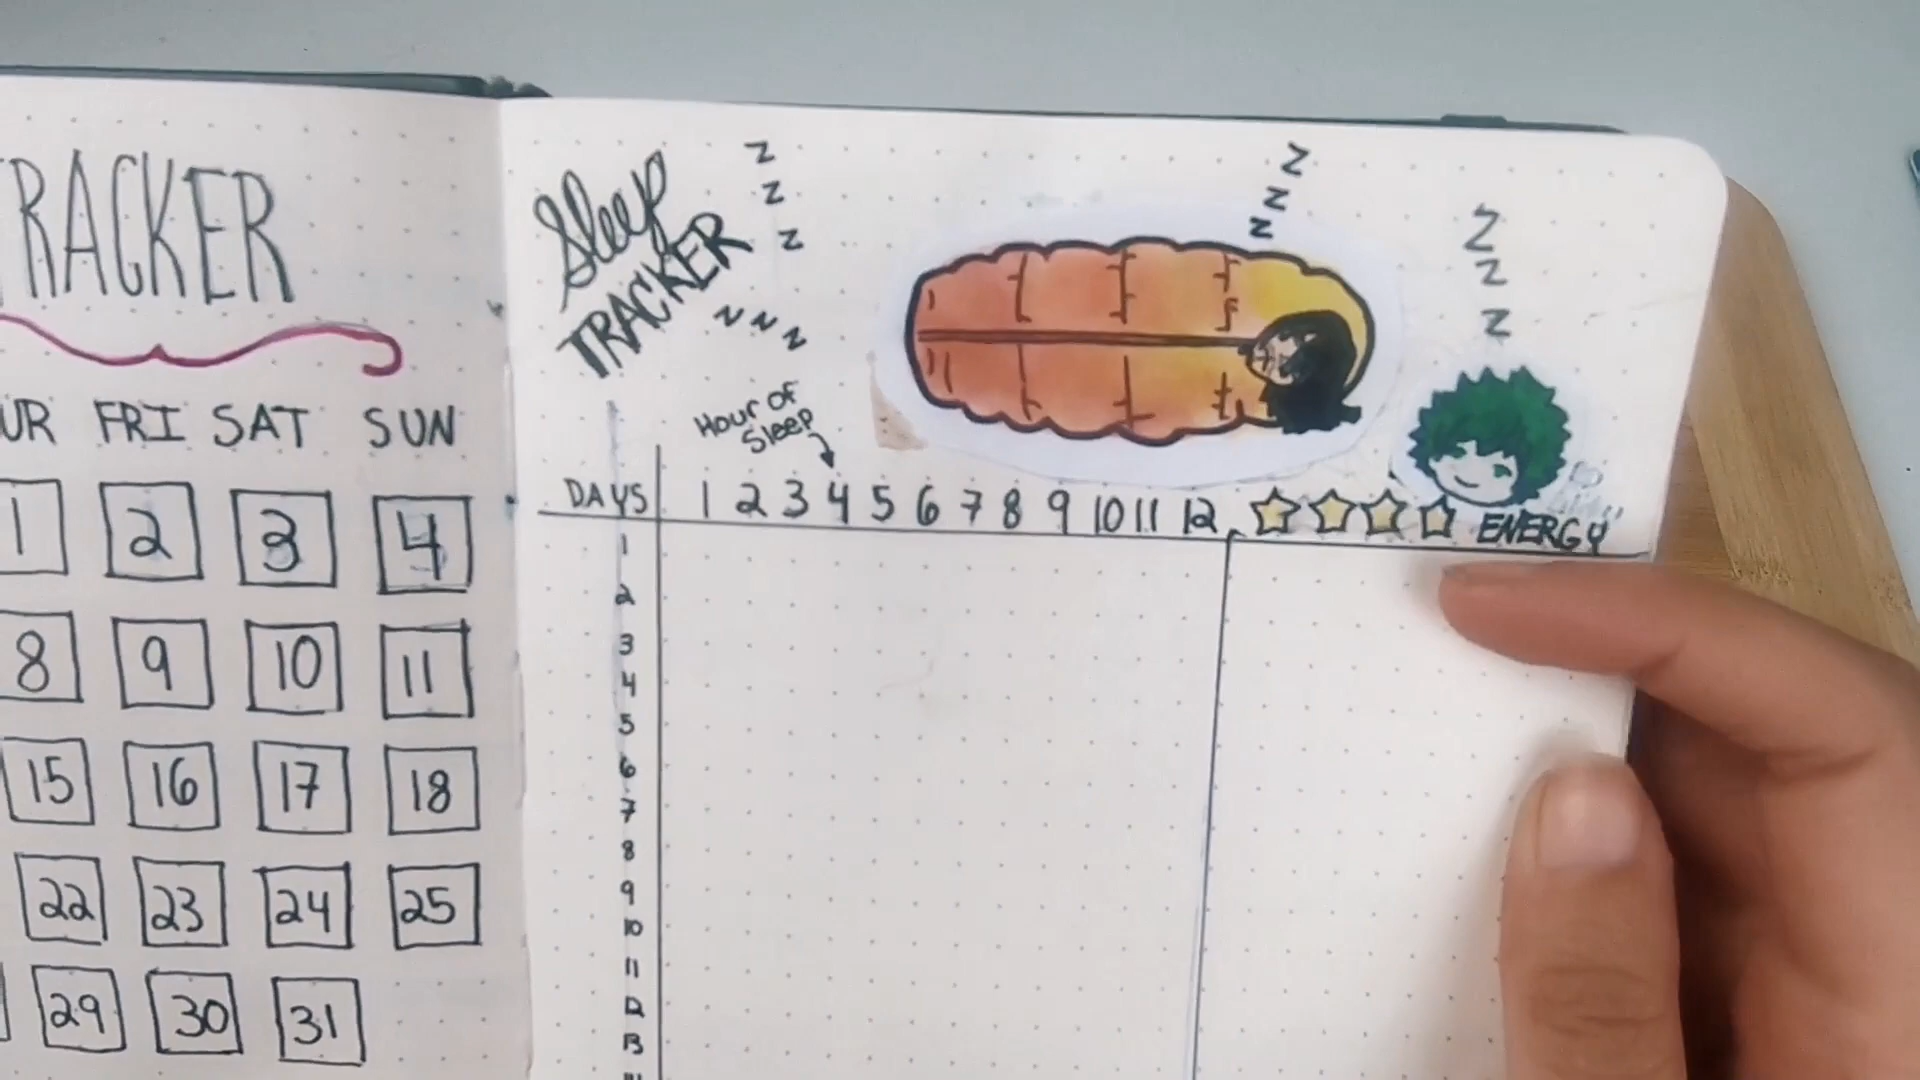 RACKER
UR FRI SAT SUN
1 2 3 4
8 9 10 11
15 16 17 18
22 23 24 25
29 30 31
Sleep
TRACKER
z
z
z
z z z
z
z
z
z
z
z
Hour of
Sleep
DAYS 1 2 3 4 5 6 7 8 9 10 11 12 ENERGY
1
2
3
4
5
6
7
8
9
10
11
12
13